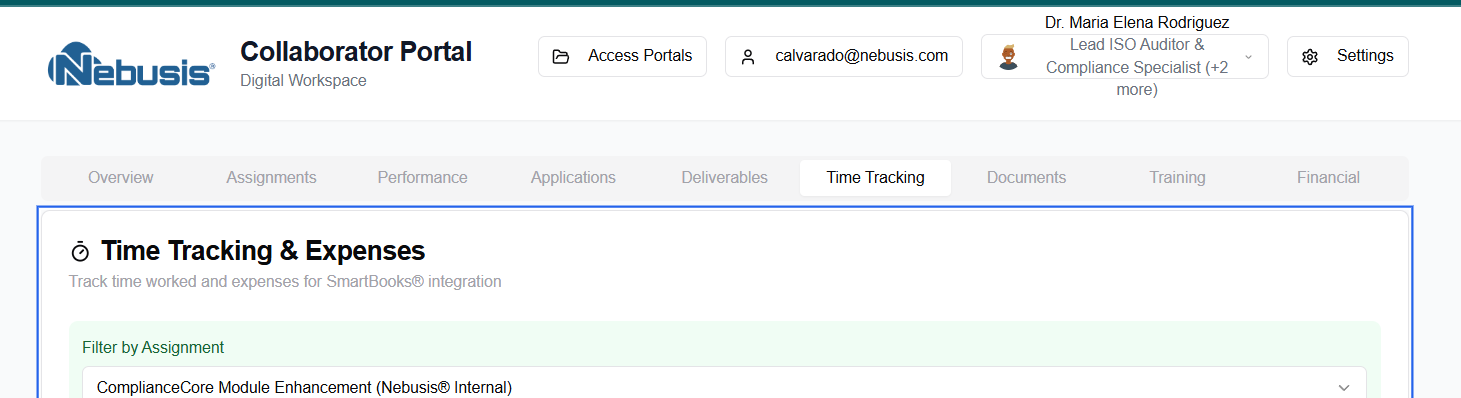 Nebusis®
Collaborator Portal
Digital Workspace
Access Portals
calvarado@nebusis.com
Dr. Maria Elena Rodriguez
Lead ISO Auditor &
Compliance Specialist (+2
more)
Settings
Overview
Assignments
Performance
Applications
Deliverables
Time Tracking
Documents
Training
Financial
Time Tracking & Expenses
Track time worked and expenses for SmartBooks® integration
Filter by Assignment
ComplianceCore Module Enhancement (Nebusis® Internal)